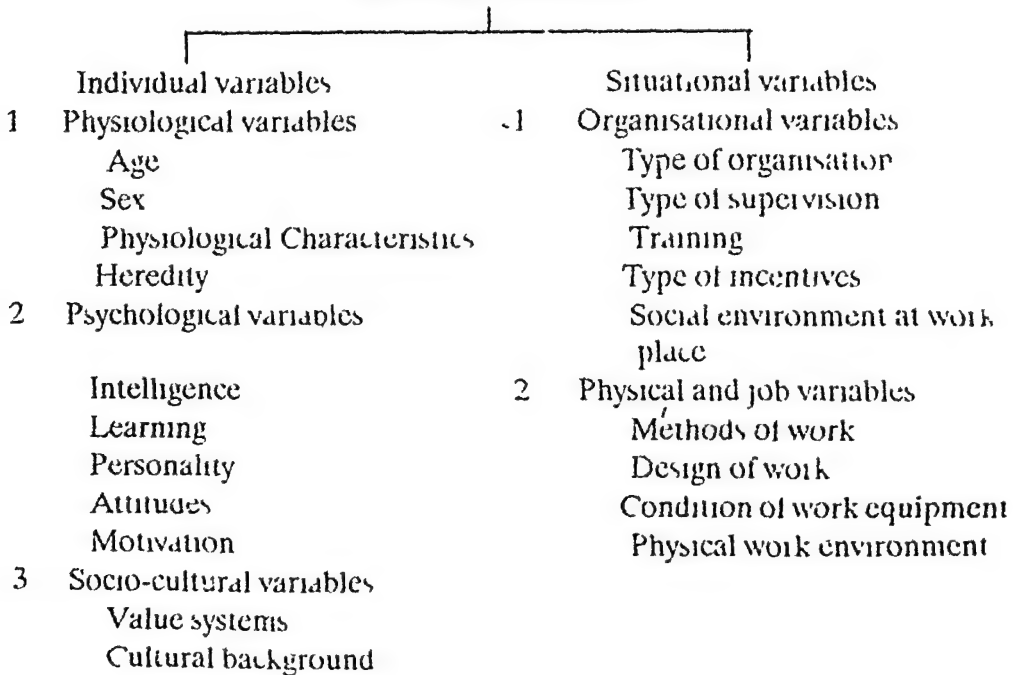 Individual variables
1 Physiological variables
Age
Sex
Physiological Characteristics
Heredity
2 Psychological variables
Intelligence
Learning
Personality
Attitudes
Motivation
3 Socio-cultural variables
Value systems
Cultural background
Situational variables
1 Organisational variables
Type of organisation
Type of supervision
Training
Type of incentives
Social environment at work
place
2 Physical and job variables
Methods of work
Design of work
Condition of work equipment
Physical work environment